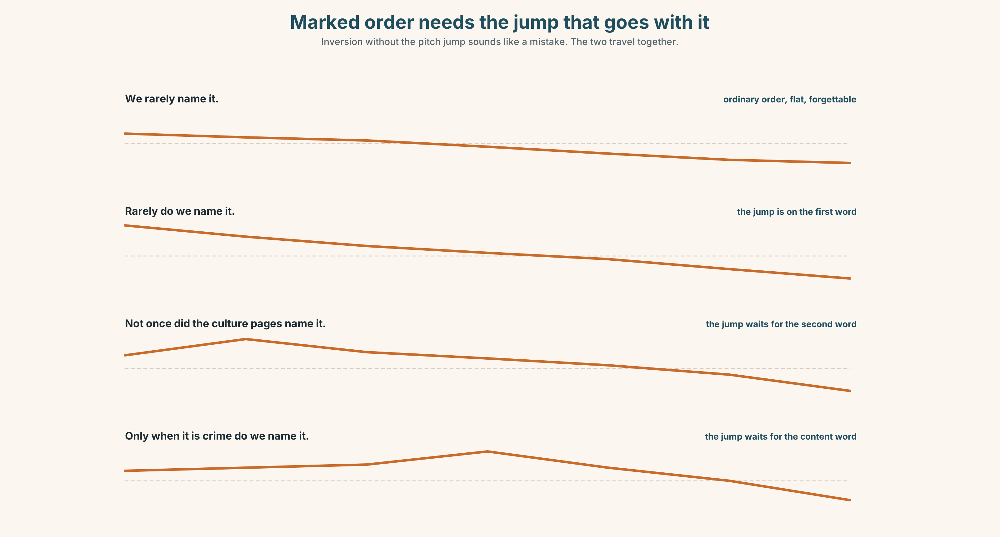 Marked order needs the jump that goes with it
Inversion without the pitch jump sounds like a mistake. The two travel together.
We rarely name it.
ordinary order, flat, forgettable
Rarely do we name it.
the jump is on the first word
Not once did the culture pages name it.
the jump waits for the second word
Only when it is crime do we name it.
the jump waits for the content word